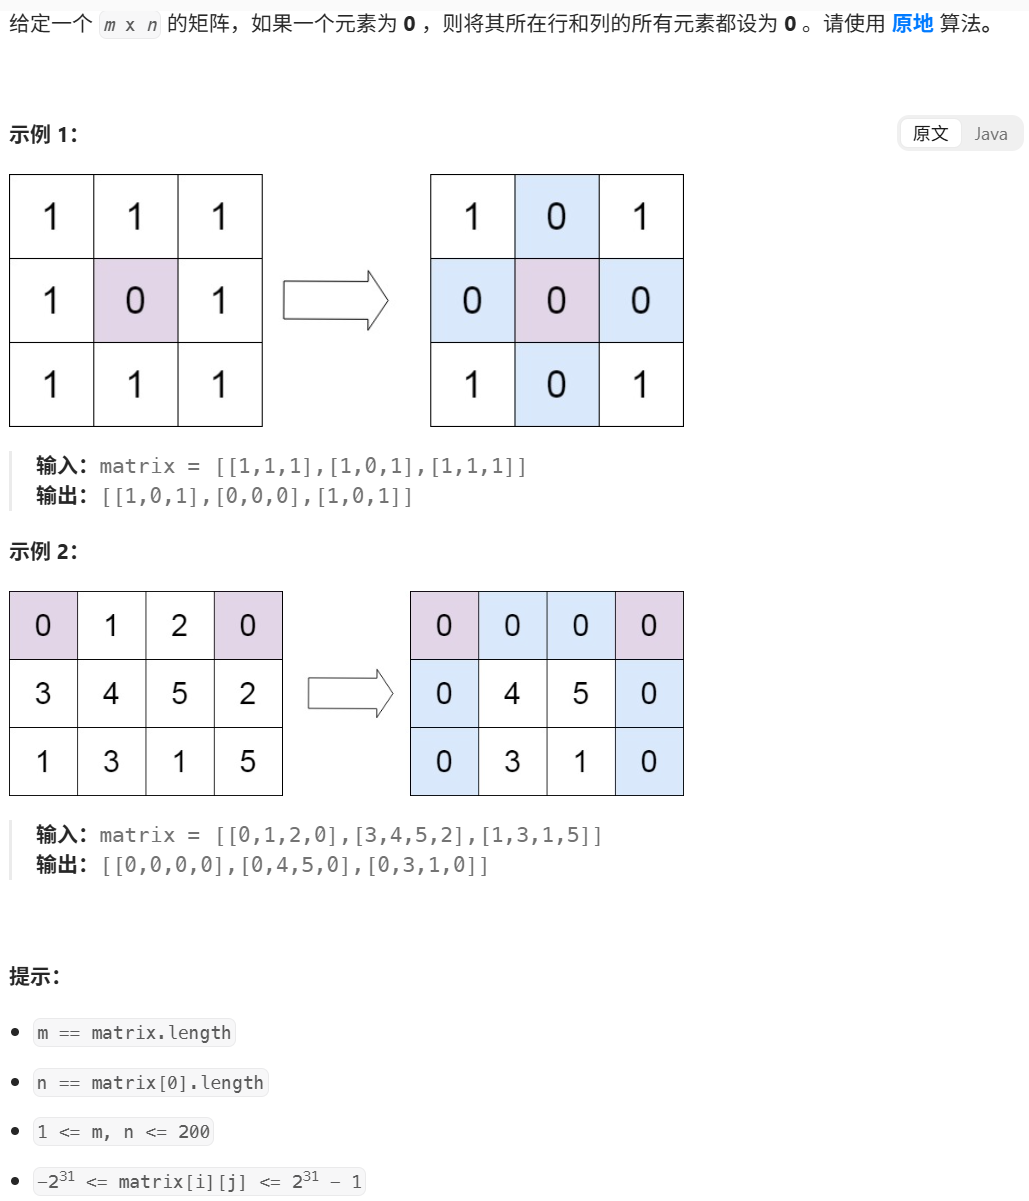 给定一个 m x n 的矩阵，如果一个元素为 0 ，则将其所在行和列的所有元素都设为 0 。请使用 原地 算法。
示例 1：
原文 Java
1 1 1 1 0 1
1 0 1 0 0 0
1 1 1 1 0 1
输入：matrix = [[1,1,1],[1,0,1],[1,1,1]]
输出：[[1,0,1],[0,0,0],[1,0,1]]
示例 2：
0 1 2 0 0 0 0 0
3 4 5 2 0 4 5 0
1 3 1 5 0 3 1 0
输入：matrix = [[0,1,2,0],[3,4,5,2],[1,3,1,5]]
输出：[[0,0,0,0],[0,4,5,0],[0,3,1,0]]
提示：
m == matrix.length
n == matrix[0].length
1 <= m, n <= 200
−2³¹ <= matrix[i][j] <= 2³¹ − 1